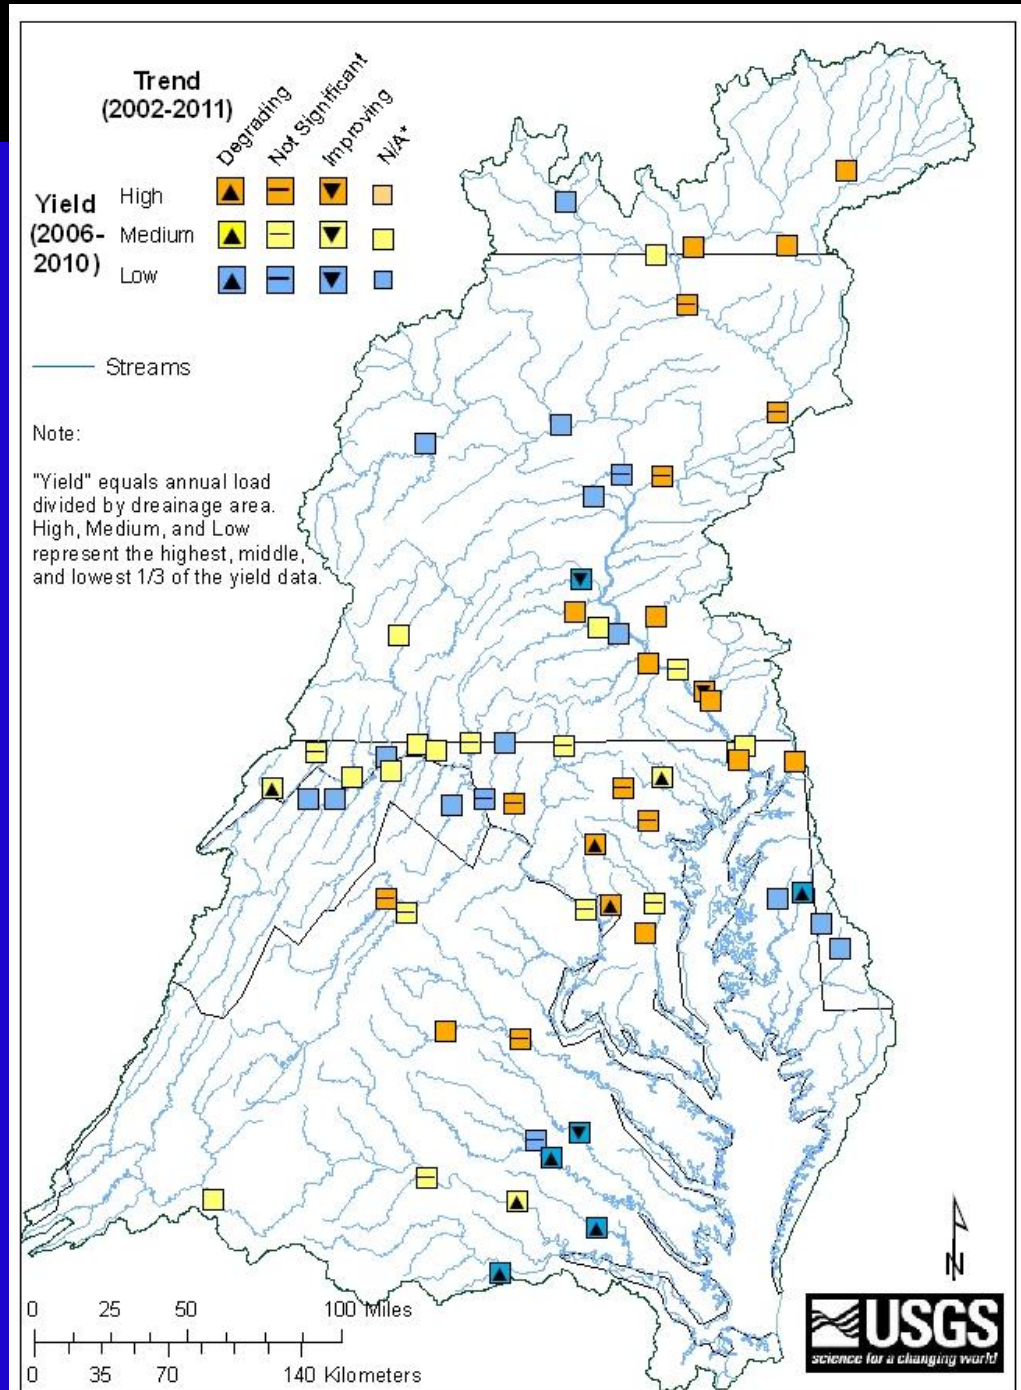 Trend
(2002-2011)
Degrading
Not Significant
Improving
N/A*
Yield
(2006-
2010)
High
Medium
Low
Streams
Note:
"Yield" equals annual load
divided by dreainage area.
High, Medium, and Low
represent the highest, middle,
and lowest 1/3 of the yield data.
0 25 50 100 Miles
0 35 70 140 Kilometers
N
USGS
science for a changing world